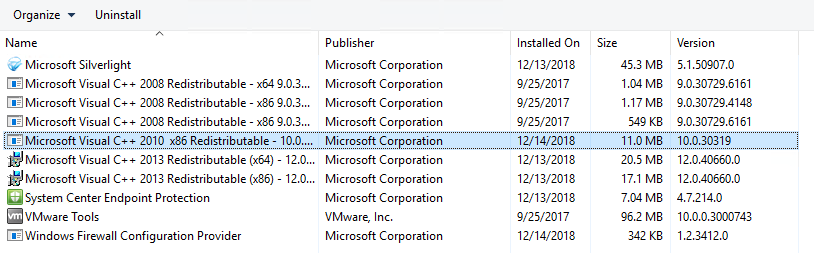 Organize Uninstall
Name Publisher Installed On Size Version
Microsoft Silverlight Microsoft Corporation 12/13/2018 45.3 MB 5.1.50907.0
Microsoft Visual C++ 2008 Redistributable - x64 9.0.3... Microsoft Corporation 9/25/2017 1.04 MB 9.0.30729.6161
Microsoft Visual C++ 2008 Redistributable - x86 9.0.3... Microsoft Corporation 9/25/2017 1.17 MB 9.0.30729.4148
Microsoft Visual C++ 2008 Redistributable - x86 9.0.3... Microsoft Corporation 9/25/2017 549 KB 9.0.30729.6161
Microsoft Visual C++ 2010  x86 Redistributable - 10.0.... Microsoft Corporation 12/14/2018 11.0 MB 10.0.30319
Microsoft Visual C++ 2013 Redistributable (x64) - 12.0... Microsoft Corporation 12/13/2018 20.5 MB 12.0.40660.0
Microsoft Visual C++ 2013 Redistributable (x86) - 12.0... Microsoft Corporation 12/13/2018 17.1 MB 12.0.40660.0
System Center Endpoint Protection Microsoft Corporation 12/13/2018 7.04 MB 4.7.214.0
vm VMware Tools VMware, Inc. 9/25/2017 96.2 MB 10.0.0.3000743
Windows Firewall Configuration Provider Microsoft Corporation 12/14/2018 342 KB 1.2.3412.0